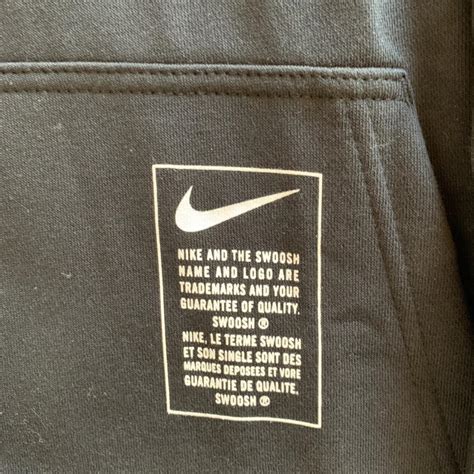 NIKE AND THE SWOOSH
NAME AND LOGO ARE
TRADEMARKS AND YOUR
GUARANTEE OF QUALITY.
SWOOSH ®
NIKE, LE TERME SWOOSH
ET SON SINGLE SONT DES
MARQUES DEPOSEES ET VORE
GUARANTIE DE QUALITE.
SWOOSH ®